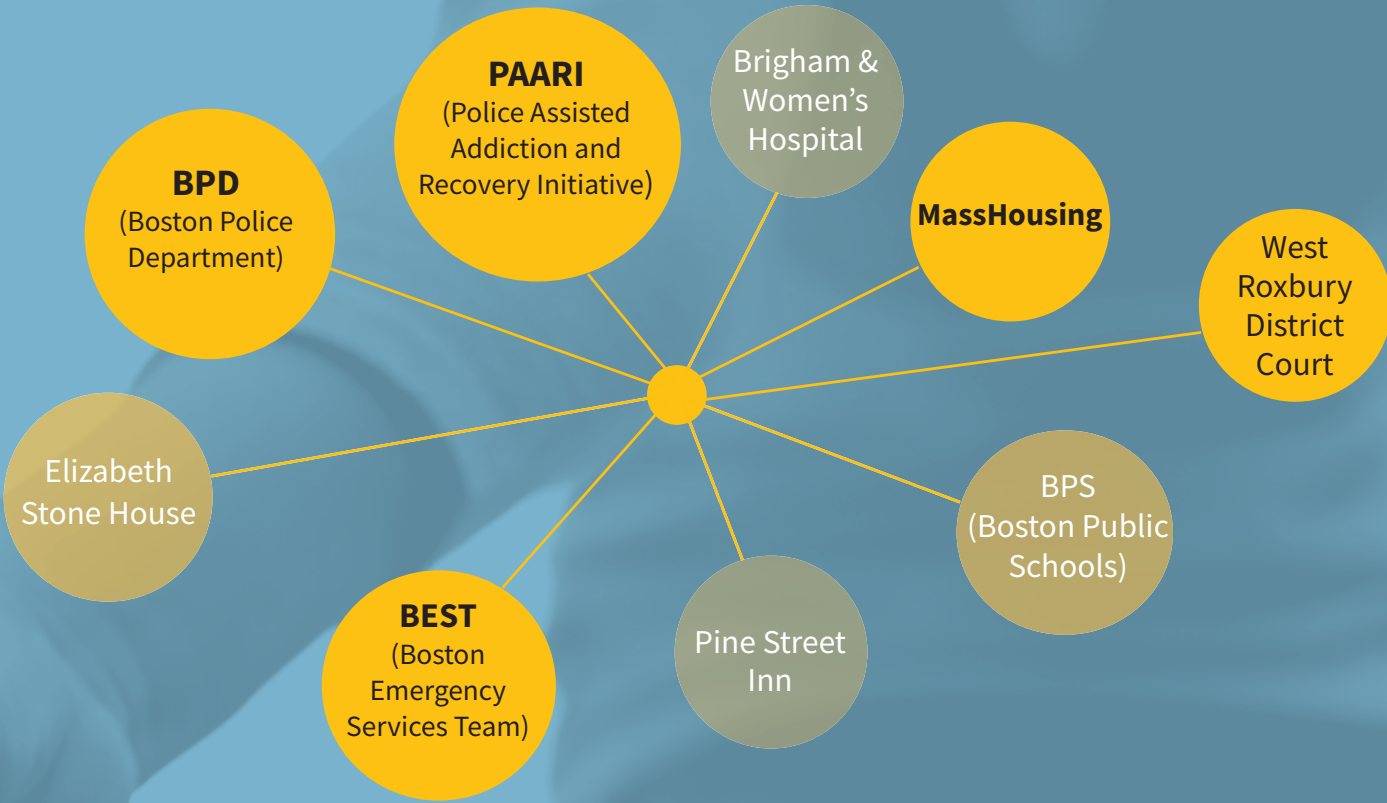 PAARI
(Police Assisted
Addiction and
Recovery Initiative)
Brigham &
Women’s
Hospital
BPD
(Boston Police
Department)
MassHousing
West
Roxbury
District
Court
Elizabeth
Stone House
BPS
(Boston Public
Schools)
BEST
(Boston
Emergency
Services Team)
Pine Street
Inn